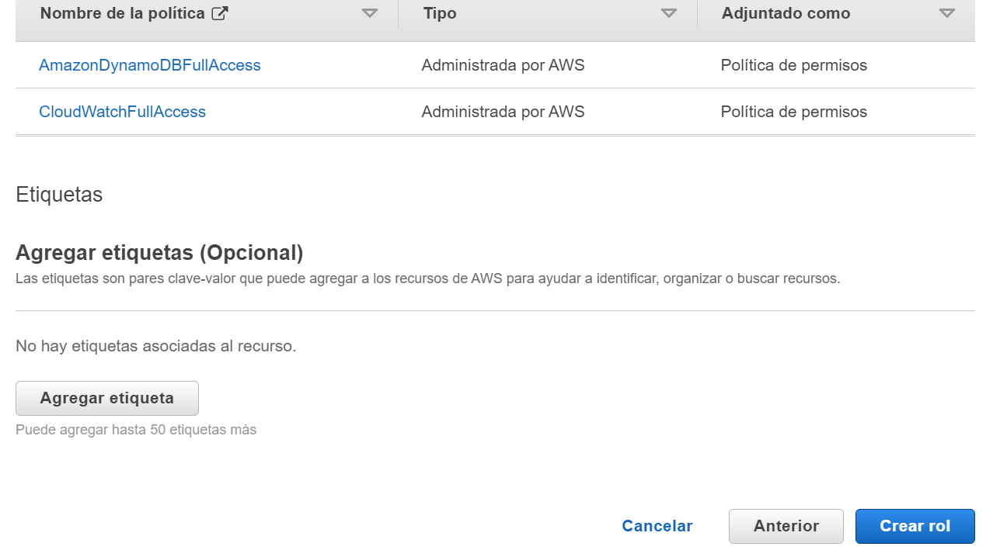 Nombre de la política Tipo Adjuntado como
AmazonDynamoDBFullAccess Administrada por AWS Política de permisos
CloudWatchFullAccess Administrada por AWS Política de permisos
Etiquetas
Agregar etiquetas (Opcional)
Las etiquetas son pares clave-valor que puede agregar a los recursos de AWS para ayudar a identificar, organizar o buscar recursos.
No hay etiquetas asociadas al recurso.
Agregar etiqueta
Puede agregar hasta 50 etiquetas más
Cancelar Anterior Crear rol